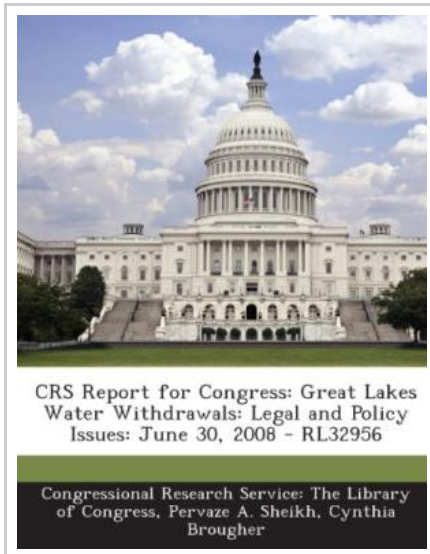 CRS Report for Congress: Great Lakes
Water Withdrawals: Legal and Policy
Issues: June 30, 2008 - RL32956
Congressional Research Service: The Library
of Congress, Pervaze A. Sheikh, Cynthia
Brougher